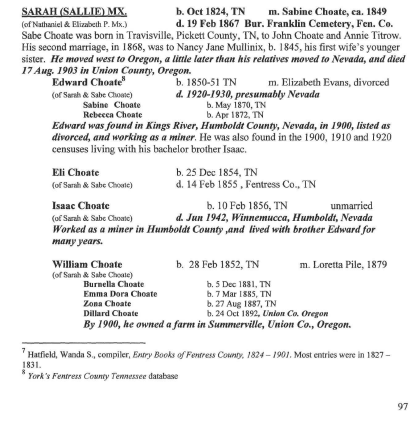 SARAH (SALLIE) MX. b. Oct 1824, TN m. Sabine Choate, ca. 1849
(of Nathaniel & Elizabeth P. Mx.) d. 19 Feb 1867 Bur. Franklin Cemetery, Fen. Co.
Sabe Choate was born in Travisville, Pickett County, TN, to John Choate and Annie Titrow.
His second marriage, in 1868, was to Nancy Jane Mullinix, b. 1845, his first wife's younger
sister. He moved west to Oregon, a little later than his relatives moved to Nevada, and died
17 Aug. 1903 in Union County, Oregon.
Edward Choate8 b. 1850-51 TN m. Elizabeth Evans, divorced
(of Sarah & Sabe Choate) d. 1920-1930, presumably Nevada
Sabine Choate b. May 1870, TN
Rebecca Choate b. Apr 1872, TN
Edward was found in Kings River, Humboldt County, Nevada, in 1900, listed as
divorced, and working as a miner. He was also found in the 1900, 1910 and 1920
censuses living with his bachelor brother Isaac.
Eli Choate b. 25 Dec 1854, TN
(of Sarah & Sabe Choate) d. 14 Feb 1855 , Fentress Co., TN
Isaac Choate b. 10 Feb 1856, TN unmarried
(of Sarah & Sabe Choate) d. Jun 1942, Winnemucca, Humboldt, Nevada
Worked as a miner in Humboldt County ,and lived with brother Edward for
many years.
William Choate b. 28 Feb 1852, TN m. Loretta Pile, 1879
(of Sarah & Sabe Choate)
Burnella Choate b. 5 Dec 1881, TN
Emma Dora Choate b. 7 Mar 1885, TN
Zona Choate b. 27 Aug 1887, TN
Dillard Choate b. 24 Oct 1892, Union Co. Oregon
By 1900, he owned a farm in Summerville, Union Co., Oregon.
7 Hatfield, Wanda S., compiler, Entry Books of Fentress County, 1824 – 1901. Most entries were in 1827 –
1831.
8 York's Fentress County Tennessee database
97